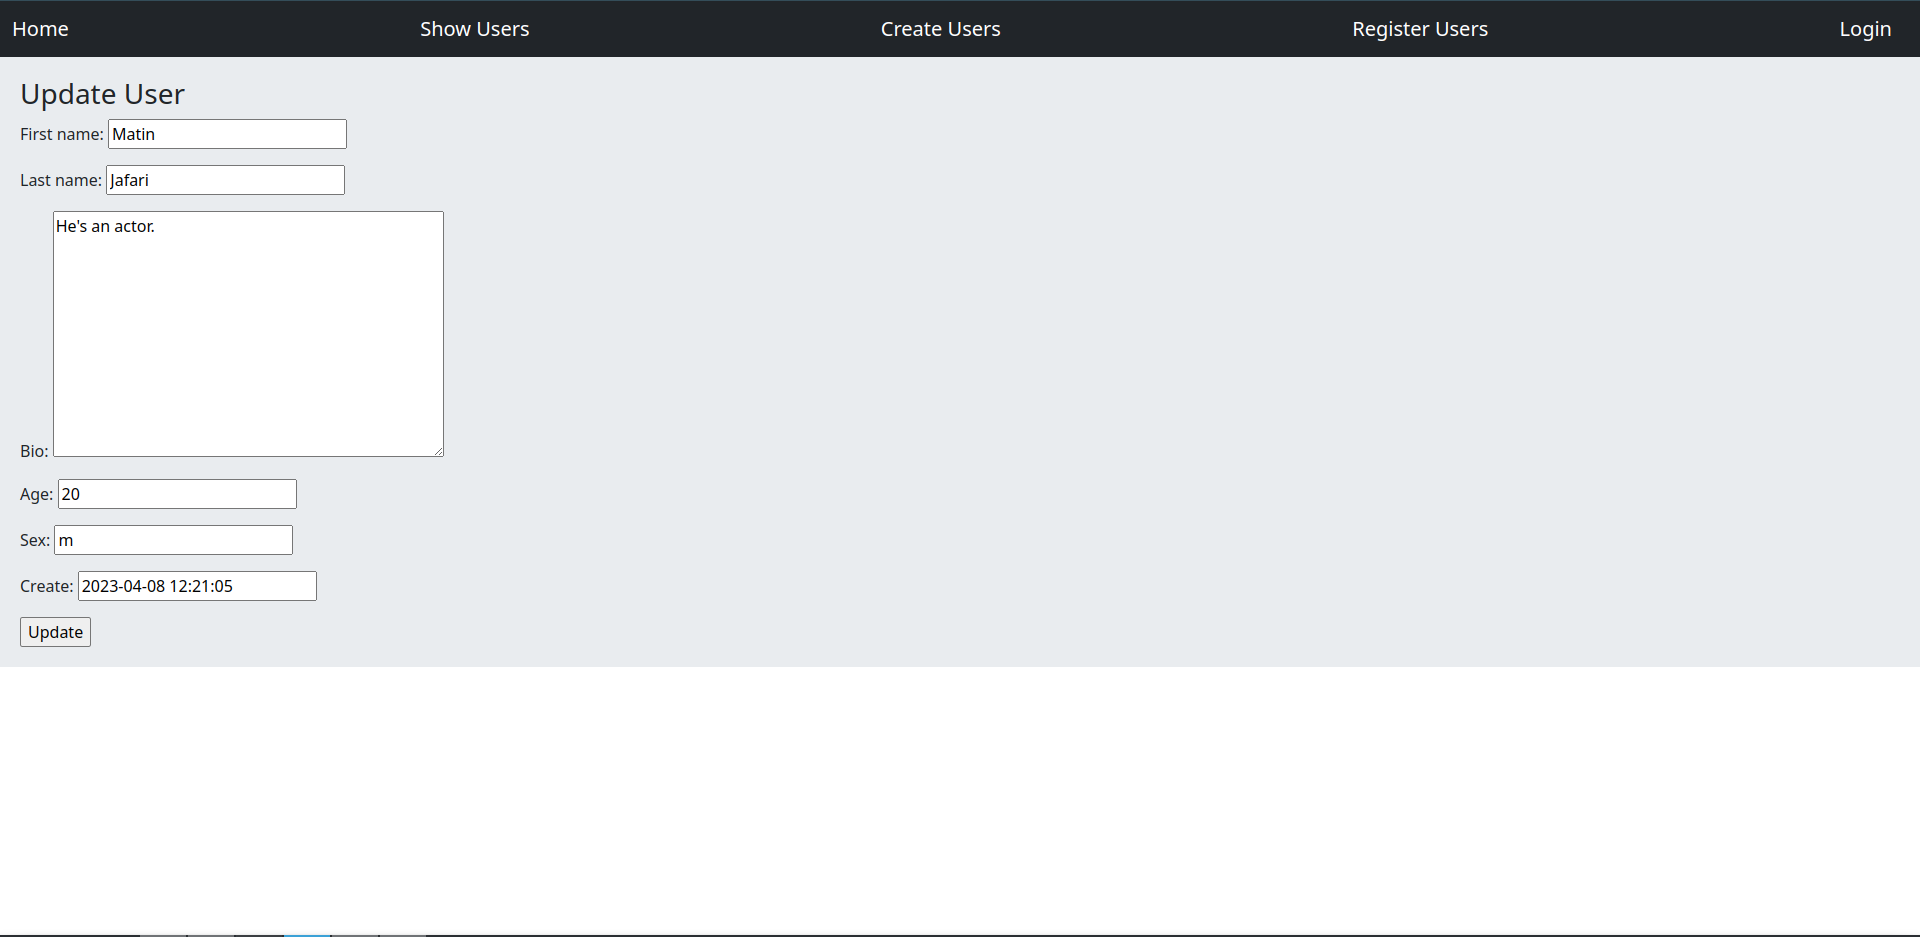 Home Show Users Create Users Register Users Login
Update User
First name: Matin
Last name: Jafari
He's an actor.
Bio:
Age: 20
Sex: m
Create: 2023-04-08 12:21:05
Update